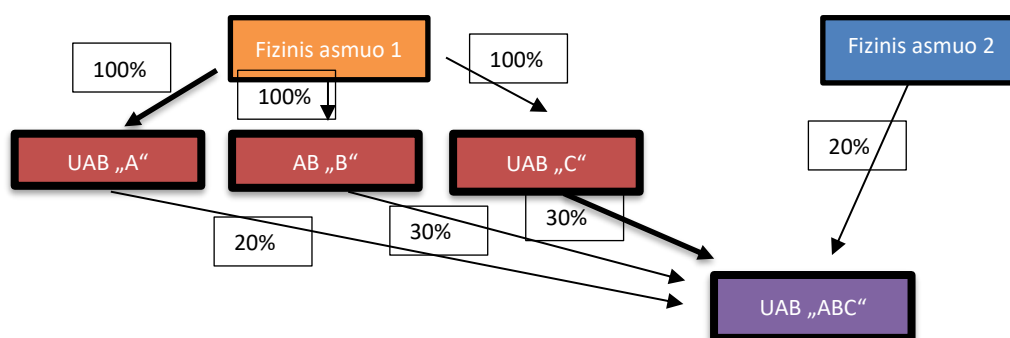 Fizinis asmuo 1
Fizinis asmuo 2
100%
100%
100%
UAB „A“
AB „B“
UAB „C“
20%
20%
30%
30%
UAB „ABC“